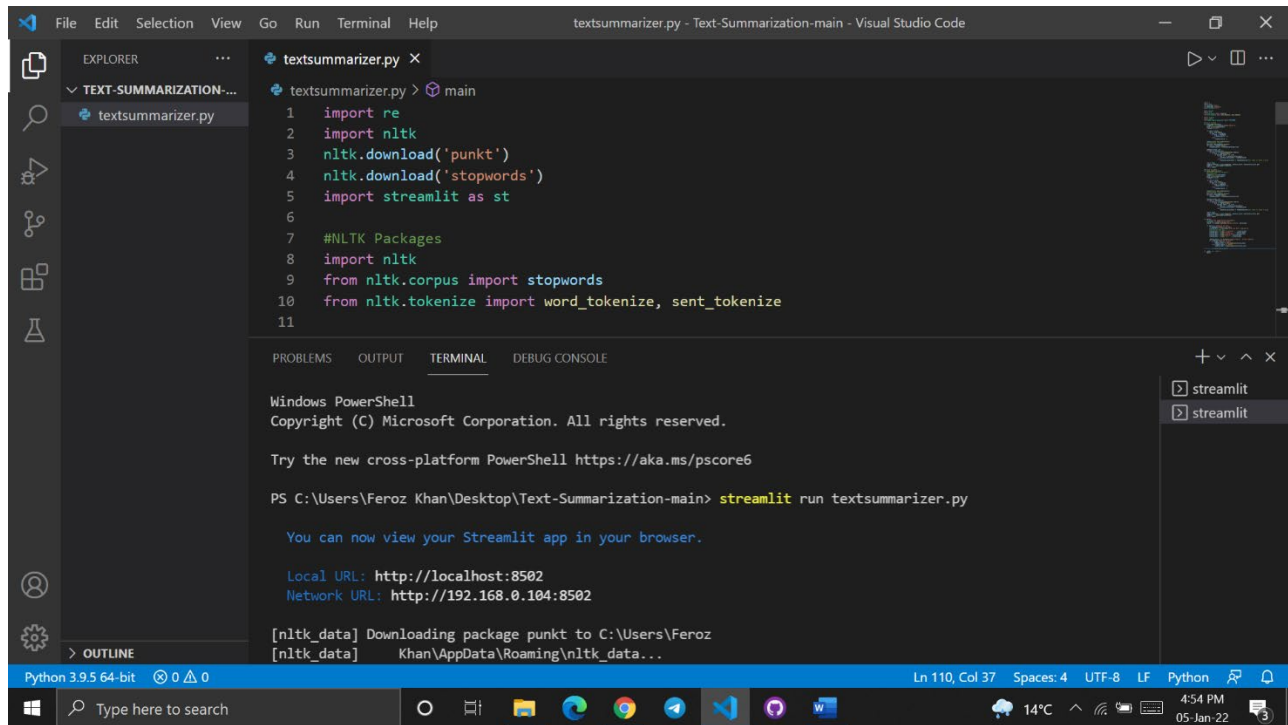 File Edit Selection View Go Run Terminal Help textsummarizer.py - Text-Summarization-main - Visual Studio Code
EXPLORER ...
TEXT-SUMMARIZATION-...
textsummarizer.py
OUTLINE
textsummarizer.py
textsummarizer.py > main
1 import re
2 import nltk
3 nltk.download('punkt')
4 nltk.download('stopwords')
5 import streamlit as st
6
7 #NLTK Packages
8 import nltk
9 from nltk.corpus import stopwords
10 from nltk.tokenize import word_tokenize, sent_tokenize
11
PROBLEMS OUTPUT TERMINAL DEBUG CONSOLE
Windows PowerShell
Copyright (C) Microsoft Corporation. All rights reserved.
Try the new cross-platform PowerShell https://aka.ms/pscore6
PS C:\Users\Feroz Khan\Desktop\Text-Summarization-main> streamlit run textsummarizer.py
You can now view your Streamlit app in your browser.
Local URL: http://localhost:8502
Network URL: http://192.168.0.104:8502
[nltk_data] Downloading package punkt to C:\Users\Feroz
[nltk_data]     Khan\AppData\Roaming\nltk_data...
streamlit
streamlit
Python 3.9.5 64-bit 0 0 Ln 110, Col 37 Spaces: 4 UTF-8 LF Python
Type here to search W 14°C 4:54 PM
05-Jan-22 3